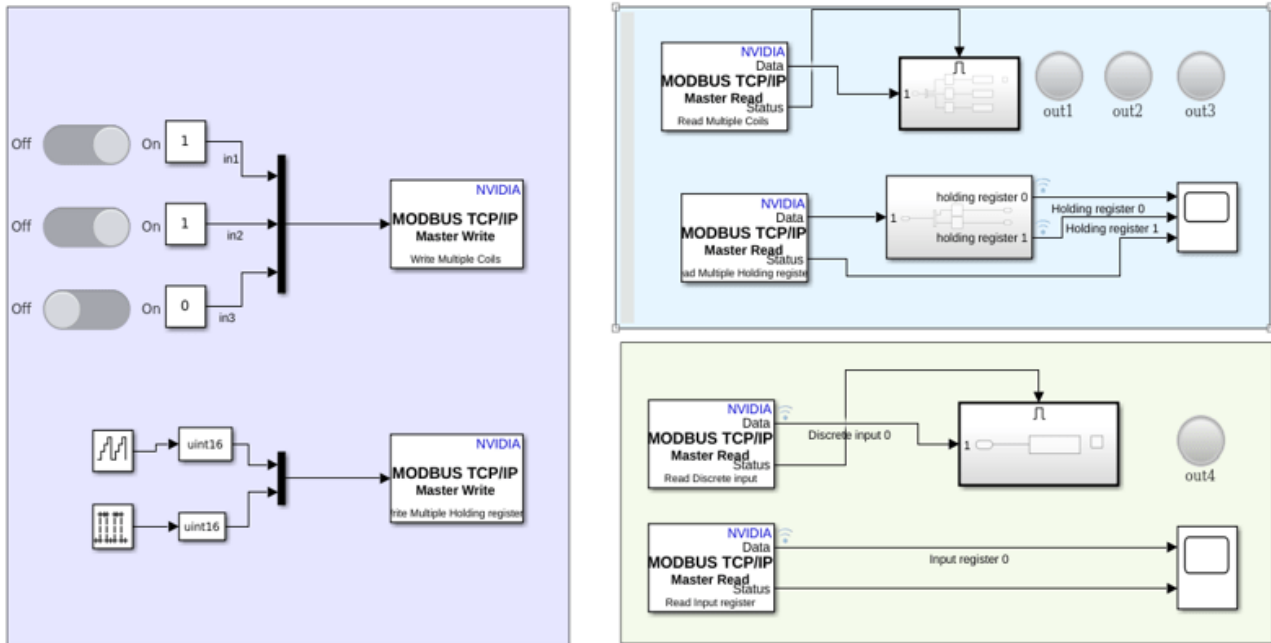 Off
On
1
in1
Off
On
1
in2
Off
On
0
in3
NVIDIA
MODBUS TCP/IP
Master Write
Write Multiple Coils
uint16
uint16
NVIDIA
MODBUS TCP/IP
Master Write
rite Multiple Holding register
NVIDIA
Data
MODBUS TCP/IP
Master Read
Status
Read Multiple Coils
1
out1
out2
out3
NVIDIA
Data
MODBUS TCP/IP
Master Read
Status
ad Multiple Holding registe
1
holding register 0
holding register 1
Holding register 0
Holding register 1
NVIDIA
Data
MODBUS TCP/IP
Master Read
Status
Read Discrete input
Discrete input 0
1
out4
NVIDIA
Data
MODBUS TCP/IP
Master Read
Status
Read Input register
Input register 0